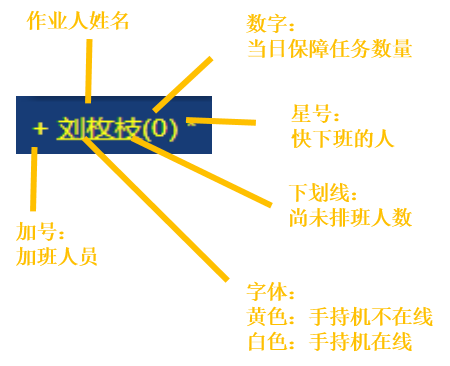 作业人姓名
数字：
当日保障任务数量
+ 刘枚枝(0) *
星号：
快下班的人
下划线：
尚未排班人数
加号：
加班人员
字体：
黄色：手持机不在线
白色：手持机在线